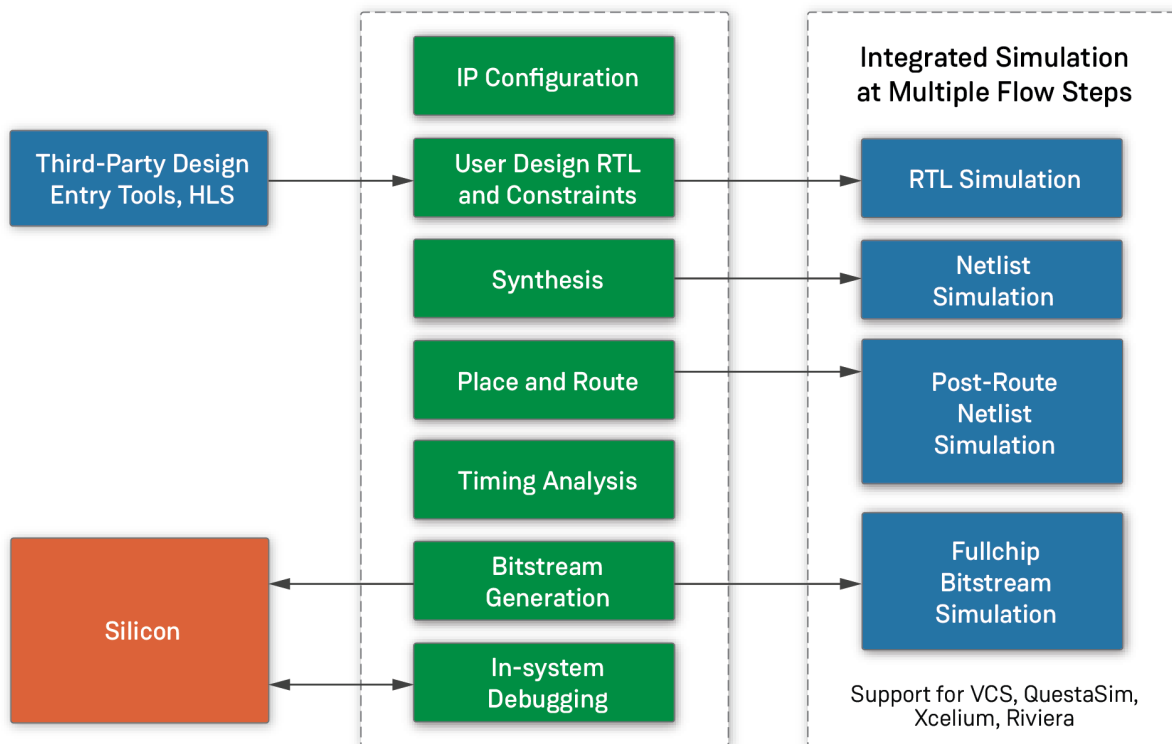 IP Configuration
Third-Party Design
Entry Tools, HLS
User Design RTL
and Constraints
Synthesis
Place and Route
Timing Analysis
Bitstream
Generation
Silicon
In-system
Debugging
Integrated Simulation
at Multiple Flow Steps
RTL Simulation
Netlist
Simulation
Post-Route
Netlist
Simulation
Fullchip
Bitstream
Simulation
Support for VCS, QuestaSim,
Xcelium, Riviera